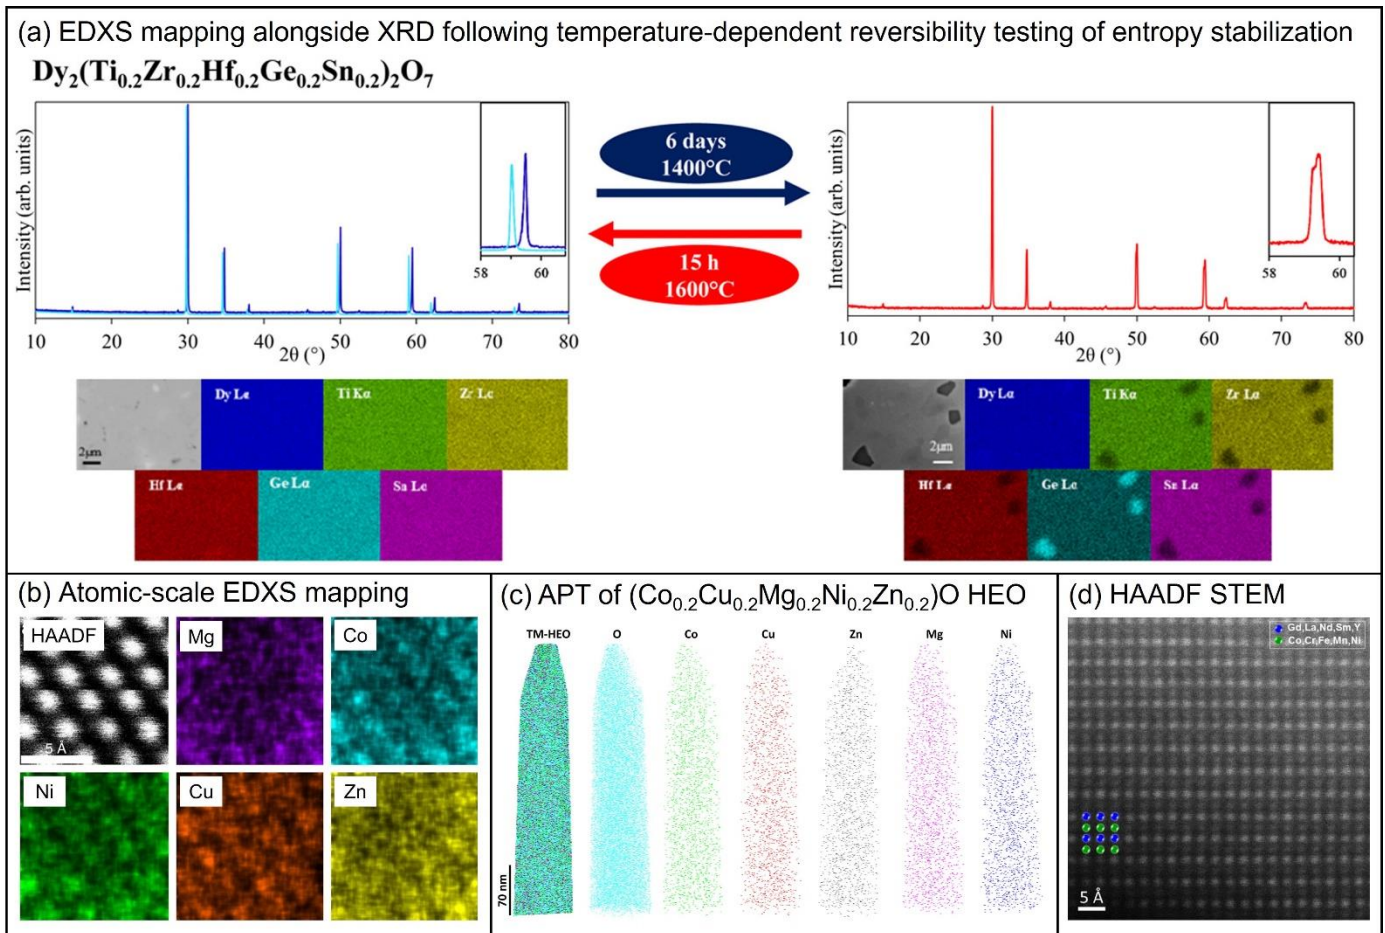 (a) EDXS mapping alongside XRD following temperature-dependent reversibility testing of entropy stabilization
Dy₂(Ti₀.₂Zr₀.₂Hf₀.₂Ge₀.₂Sn₀.₂)₂O₇
Intensity (arb. units)
58 60
10 20 30 40 50 60 70 80
2θ (°)
6 days
1400°C
15 h
1600°C
Intensity (arb. units)
58 60
10 20 30 40 50 60 70 80
2θ (°)
2μm
Dy Lα
Ti Kα
Zr Lα
Hf Lα
Ge Lα
Sn Lα
2μm
Dy Lα
Ti Kα
Zr Lα
Hf Lα
Ge Lα
Sn Lα
(b) Atomic-scale EDXS mapping
HAADF
5 Å
Mg
Co
Ni
Cu
Zn
(c) APT of (Co₀.₂Cu₀.₂Mg₀.₂Ni₀.₂Zn₀.₂)O HEO
TM-HEO O Co Cu Zn Mg Ni
70 nm
(d) HAADF STEM
Gd,La,Nd,Sm,Y
Co,Cr,Fe,Mn,Ni
5 Å